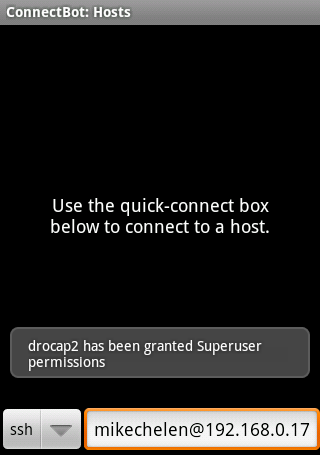 ConnectBot: Hosts
Use the quick-connect box
below to connect to a host.
drocap2 has been granted Superuser
permissions
ssh
mikechelen@192.168.0.17